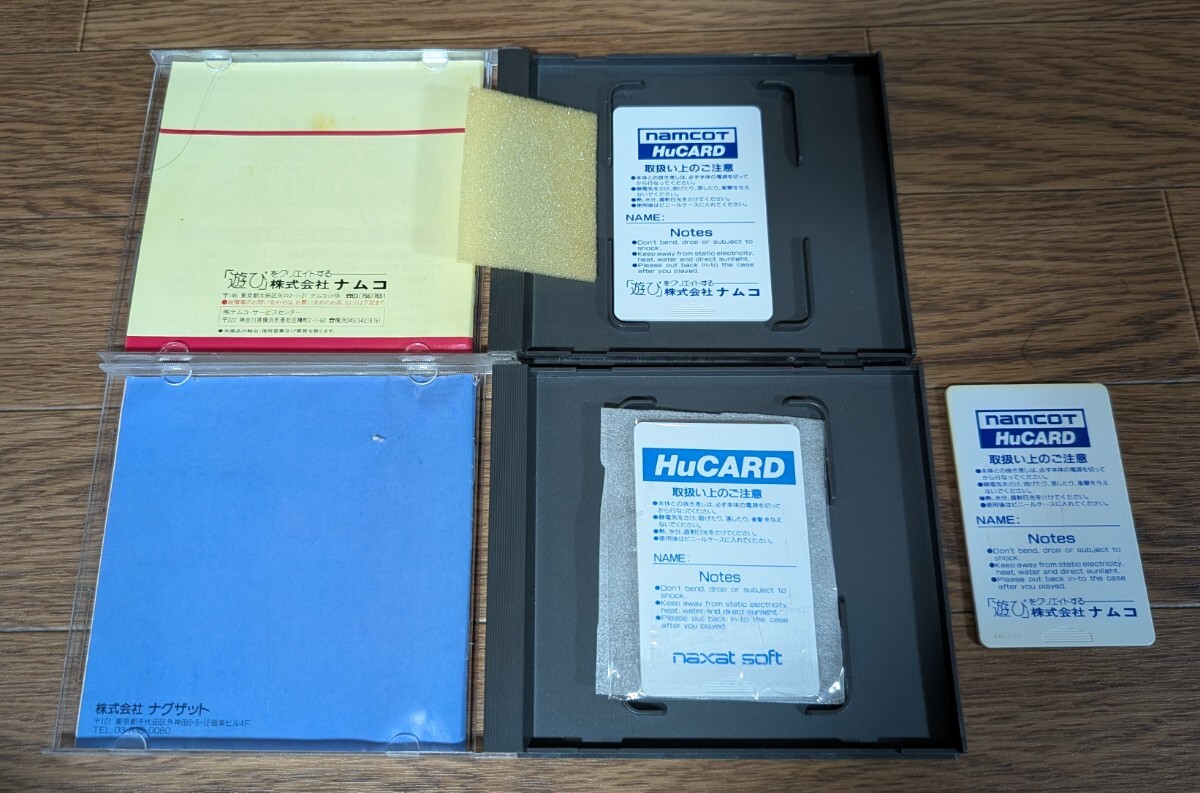 「遊び」をクリエイトする
株式会社 ナムコ
㈱ナムコ・サービスセンター
namcot
HuCARD
取扱い上のご注意
●本体との抜き差しは、必ず本体の電源を切って
から行なってください。
●静電気をさけ、曲げたり、落したり、衝撃を与え
ないでください。
●熱、水分、直射日光をさけてください。
●使用後はビニールケースに入れてください。
NAME:
Notes
●Don't bend, drop or subject to
shock.
●Keep away from static electricity,
heat, water and direct sunlight.
●Please put back in-to the case
after you played.
「遊び」をクリエイトする
株式会社 ナムコ
株式会社 ナグザット
TEL.03-839-0080
HuCARD
取扱い上のご注意
●本体との抜き差しは、必ず本体の電源を切って
から行なってください。
●静電気をさけ、曲げたり、落したり、衝撃を与え
ないでください。
●熱、水分、直射日光をさけてください。
●使用後はビニールケースに入れてください。
NAME:
Notes
●Don't bend, drop or subject to
shock.
●Keep away from static electricity,
heat, water and direct sunlight.
●Please put back in-to the case
after you played.
naxat soft
namcot
HuCARD
取扱い上のご注意
●本体との抜き差しは、必ず本体の電源を切って
から行なってください。
●静電気をさけ、曲げたり、落したり、衝撃を与え
ないでください。
●熱、水分、直射日光をさけてください。
●使用後はビニールケースに入れてください。
NAME:
Notes
●Don't bend, drop or subject to
shock.
●Keep away from static electricity,
heat, water and direct sunlight.
●Please put back in-to the case
after you played.
「遊び」をクリエイトする
株式会社 ナムコ